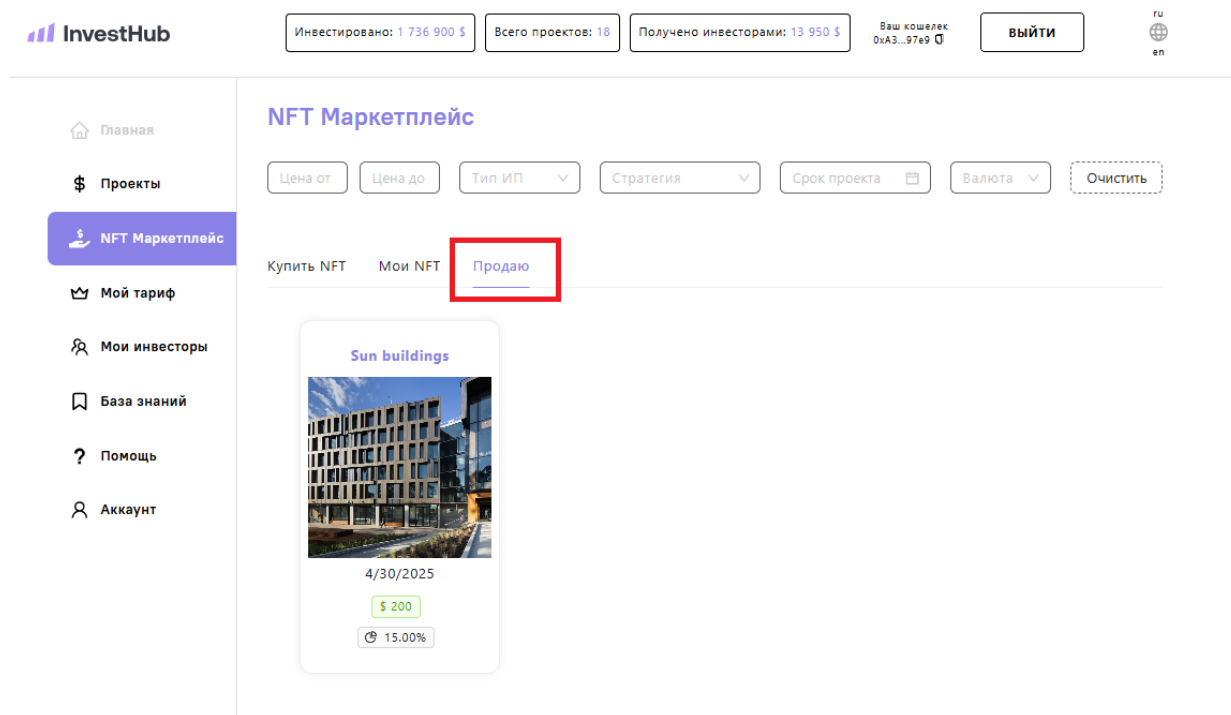 InvestHub
Инвестировано: 1 736 900 $
Всего проектов: 18
Получено инвесторами: 13 950 $
Ваш кошелек
0xA3...97e9
ВЫЙТИ
ru
en
Главная
Проекты
NFT Маркетплейс
Мой тариф
Мои инвесторы
База знаний
Помощь
Аккаунт
NFT Маркетплейс
Цена от
Цена до
Тип ИП
Стратегия
Срок проекта
Валюта
Очистить
Купить NFT
Мои NFT
Продаю
Sun buildings
4/30/2025
$ 200
15.00%